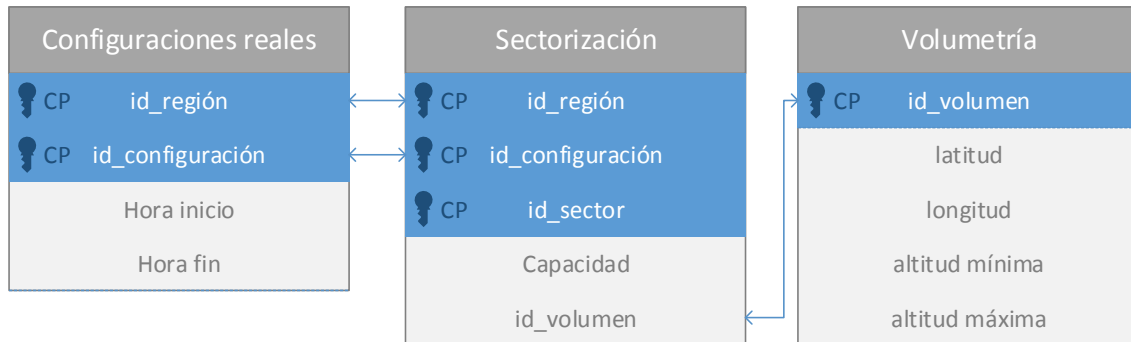 Configuraciones reales
CP id_región
CP id_configuración
Hora inicio
Hora fin
Sectorización
CP id_región
CP id_configuración
CP id_sector
Capacidad
id_volumen
Volumetría
CP id_volumen
latitud
longitud
altitud mínima
altitud máxima